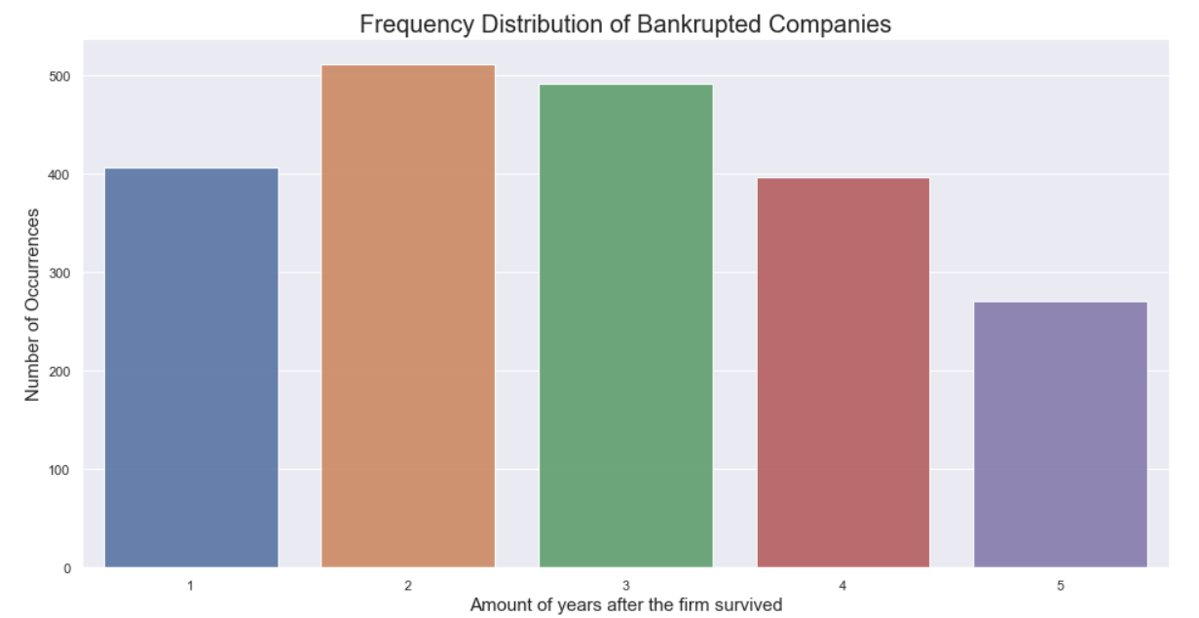 Frequency Distribution of Bankrupted Companies
Number of Occurrences
500
400
300
200
100
0
1 2 3 4 5
Amount of years after the firm survived